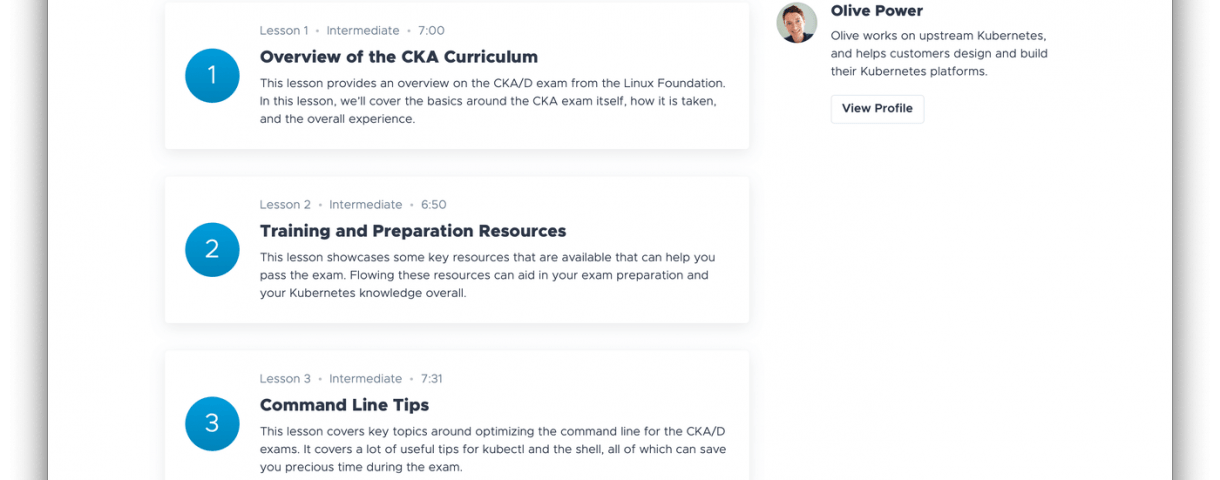 Lesson 1 • Intermediate • 7:00
1
Overview of the CKA Curriculum
This lesson provides an overview on the CKA/D exam from the Linux Foundation.
In this lesson, we'll cover the basics around the CKA exam itself, how it is taken,
and the overall experience.
Lesson 2 • Intermediate • 6:50
2
Training and Preparation Resources
This lesson showcases some key resources that are available that can help you
pass the exam. Flowing these resources can aid in your exam preparation and
your Kubernetes knowledge overall.
Lesson 3 • Intermediate • 7:31
3
Command Line Tips
This lesson covers key topics around optimizing the command line for the CKA/D
exams. It covers a lot of useful tips for kubectl and the shell, all of which can save
you precious time during the exam.
Olive Power
Olive works on upstream Kubernetes,
and helps customers design and build
their Kubernetes platforms.
View Profile